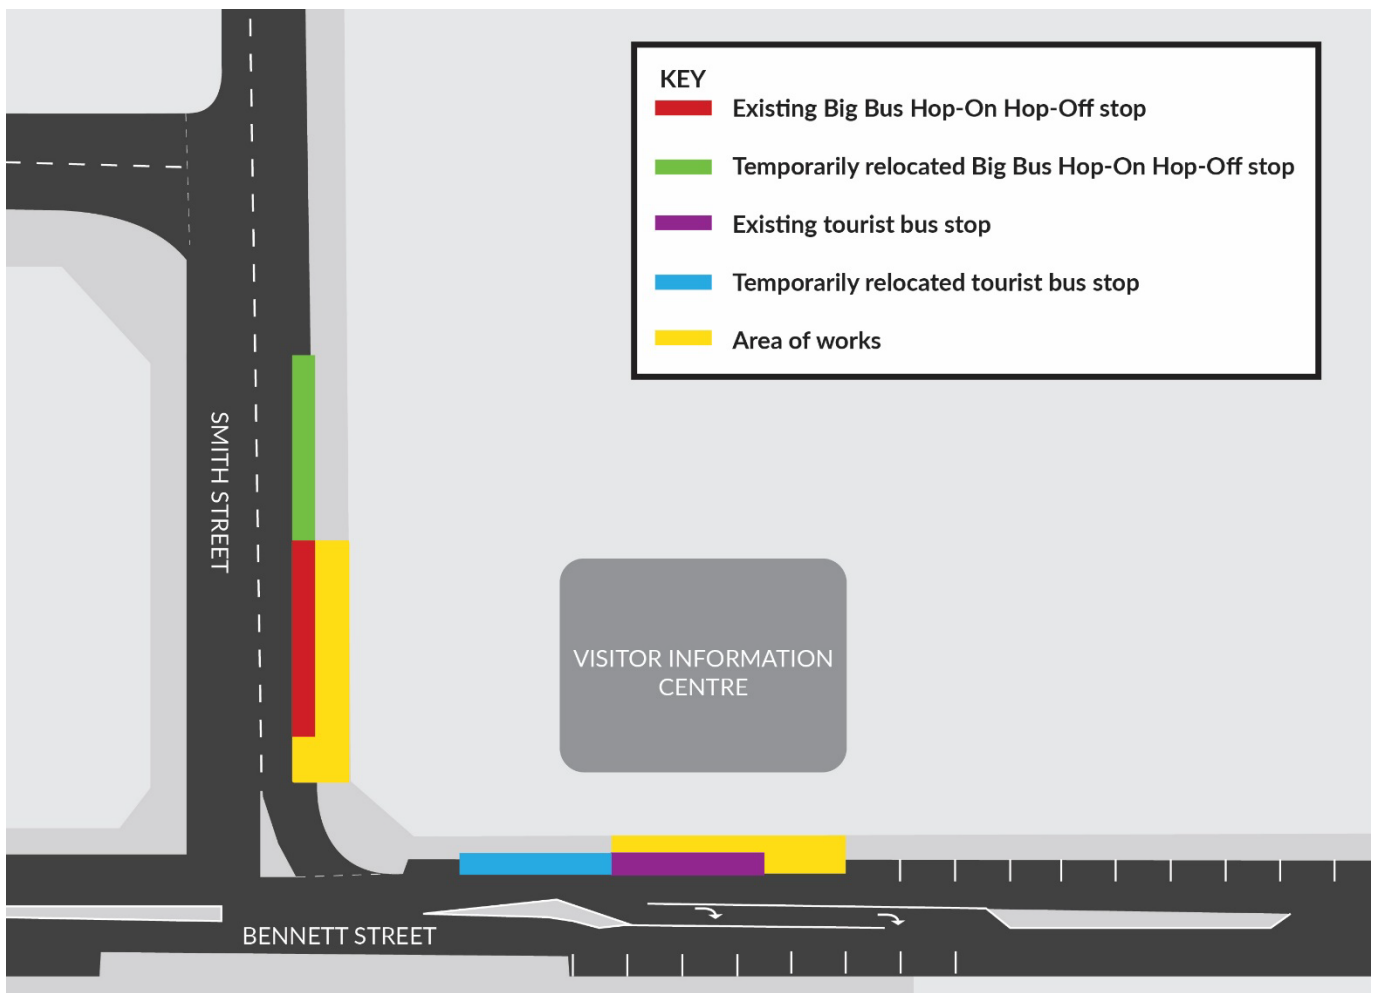 KEY
Existing Big Bus Hop-On Hop-Off stop
Temporarily relocated Big Bus Hop-On Hop-Off stop
Existing tourist bus stop
Temporarily relocated tourist bus stop
Area of works
SMITH STREET
VISITOR INFORMATION
CENTRE
BENNETT STREET